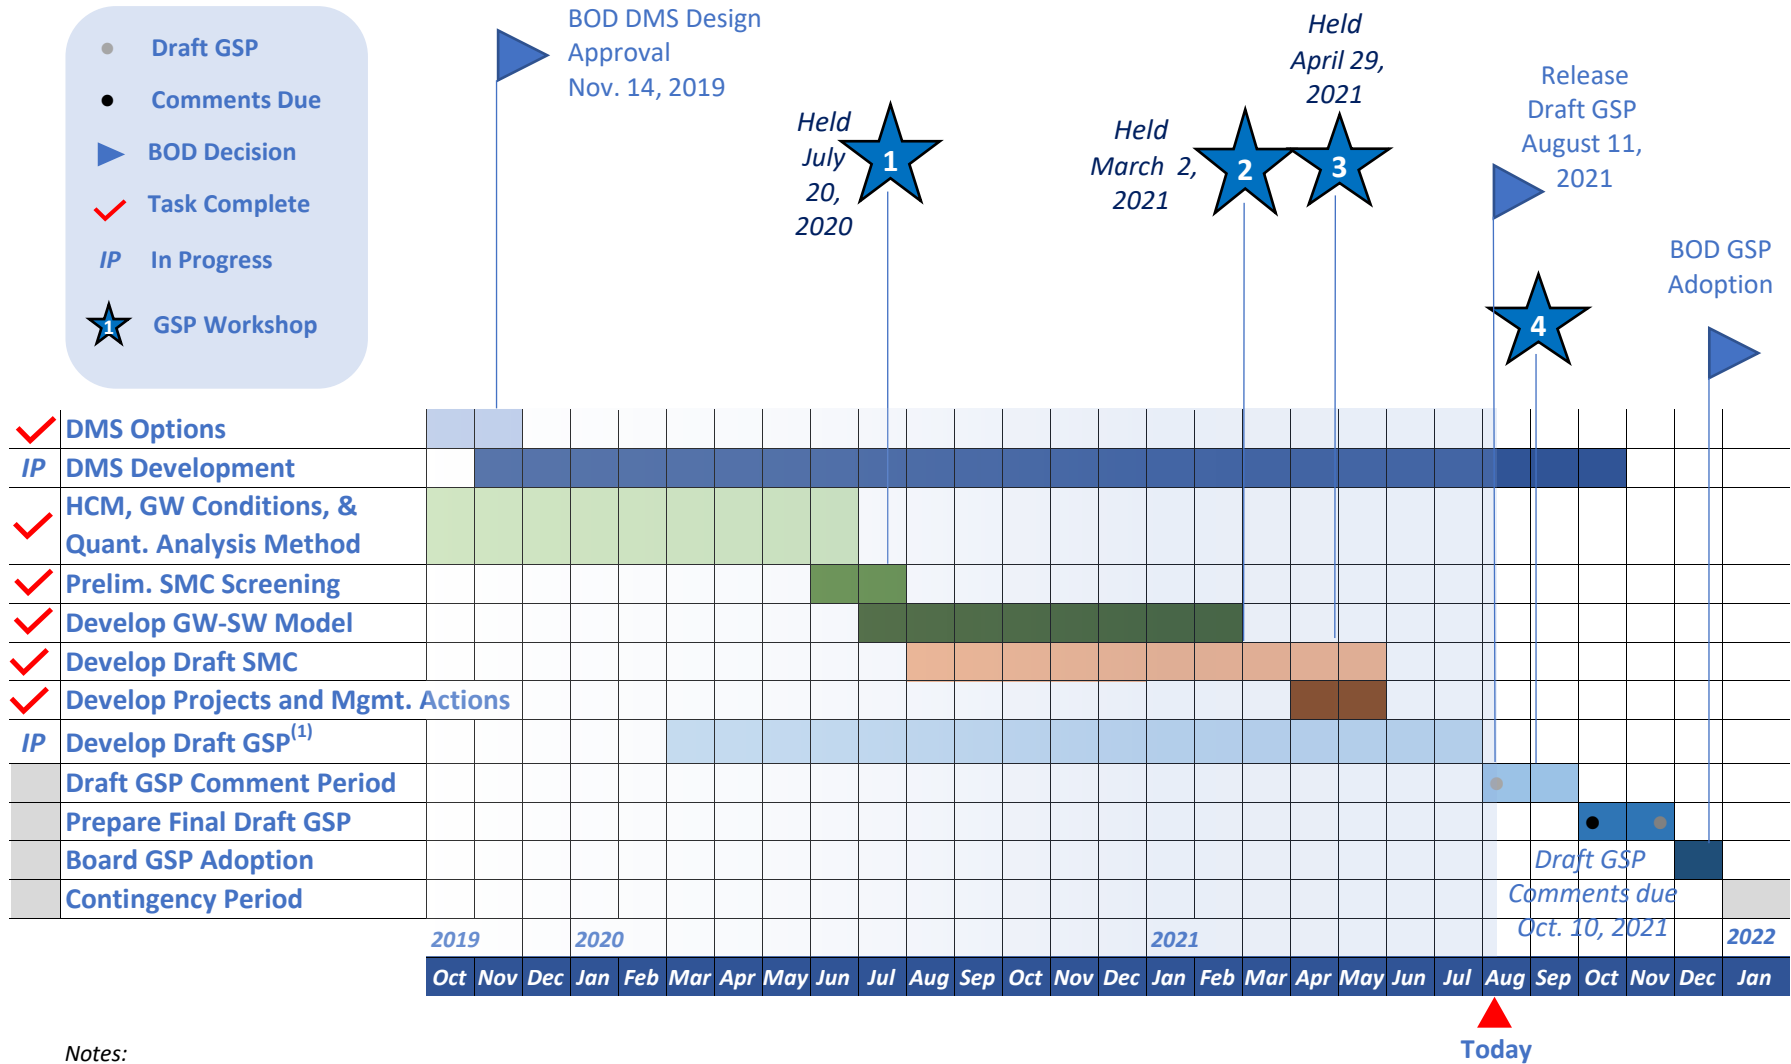 Draft GSP
Comments Due
BOD Decision
Task Complete
IP In Progress
1 GSP Workshop
BOD DMS Design
Approval
Nov. 14, 2019
Held
July
20,
2020
1
Held
March 2,
2021
2
Held
April 29,
2021
3
Release
Draft GSP
August 11,
2021
4
BOD GSP
Adoption
DMS Options
IP DMS Development
HCM, GW Conditions, &
Quant. Analysis Method
Prelim. SMC Screening
Develop GW-SW Model
Develop Draft SMC
Develop Projects and Mgmt. Actions
IP Develop Draft GSP(1)
Draft GSP Comment Period
Prepare Final Draft GSP
Board GSP Adoption
Contingency Period
Draft GSP
Comments due
Oct. 10, 2021
2019 2020 2021 2022
Oct Nov Dec Jan Feb Mar Apr May Jun Jul Aug Sep Oct Nov Dec Jan Feb Mar Apr May Jun Jul Aug Sep Oct Nov Dec Jan
Today
Notes: